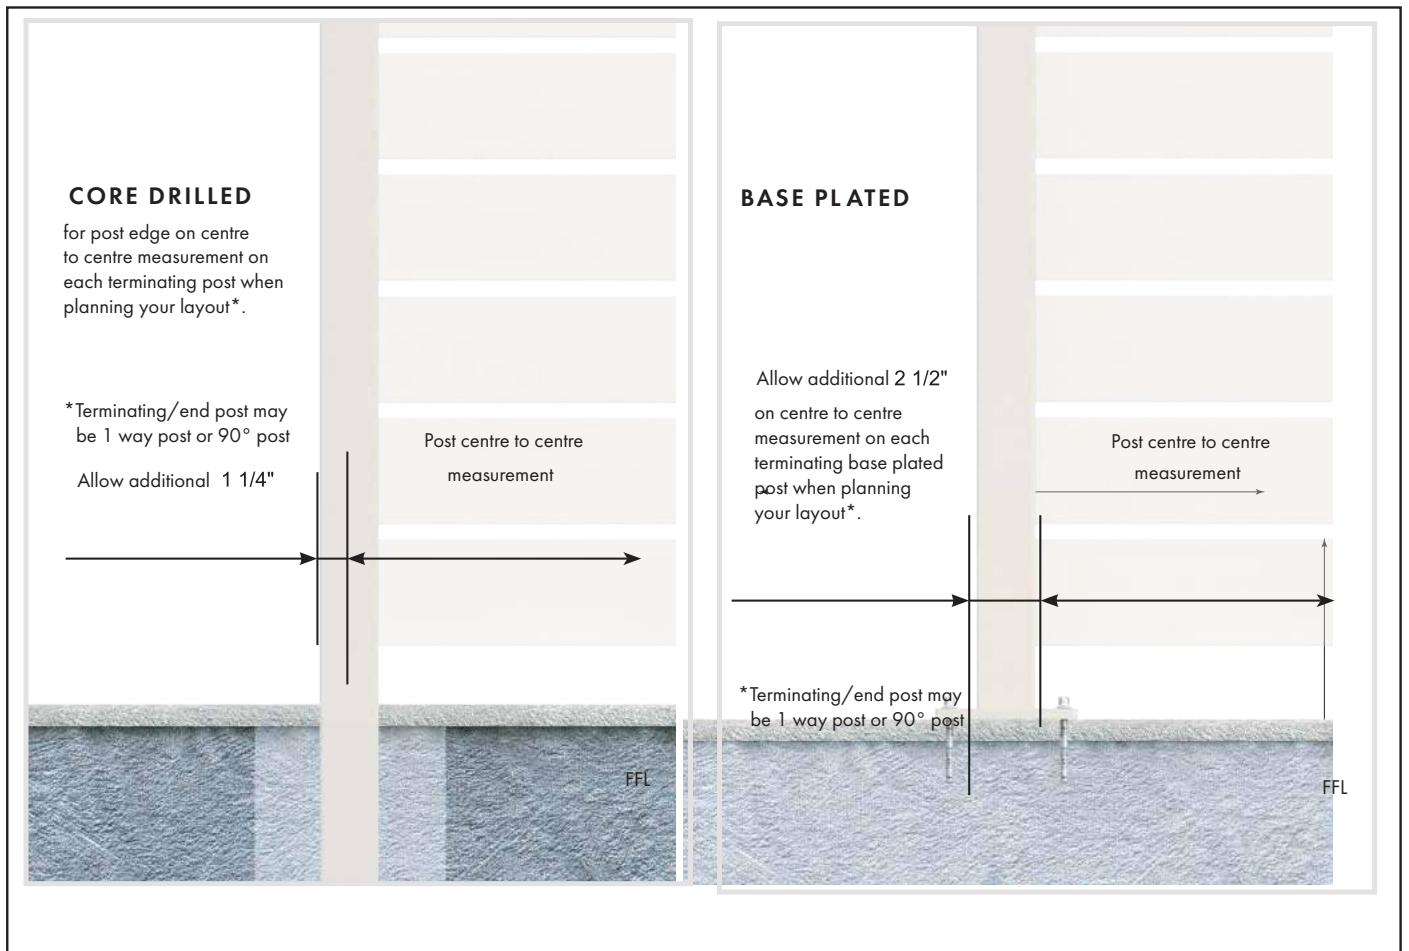 CORE DRILLED
for post edge on centre
to centre measurement on
each terminating post when
planning your layout*.
*Terminating/end post may
be 1 way post or 90° post
Allow additional 1 1/4"
Post centre to centre
measurement
FFL
BASE PLATED
Allow additional 2 1/2"
on centre to centre
measurement on each
terminating base plated
post when planning
your layout*.
Post centre to centre
measurement
*Terminating/end post may
be 1 way post or 90° post
FFL